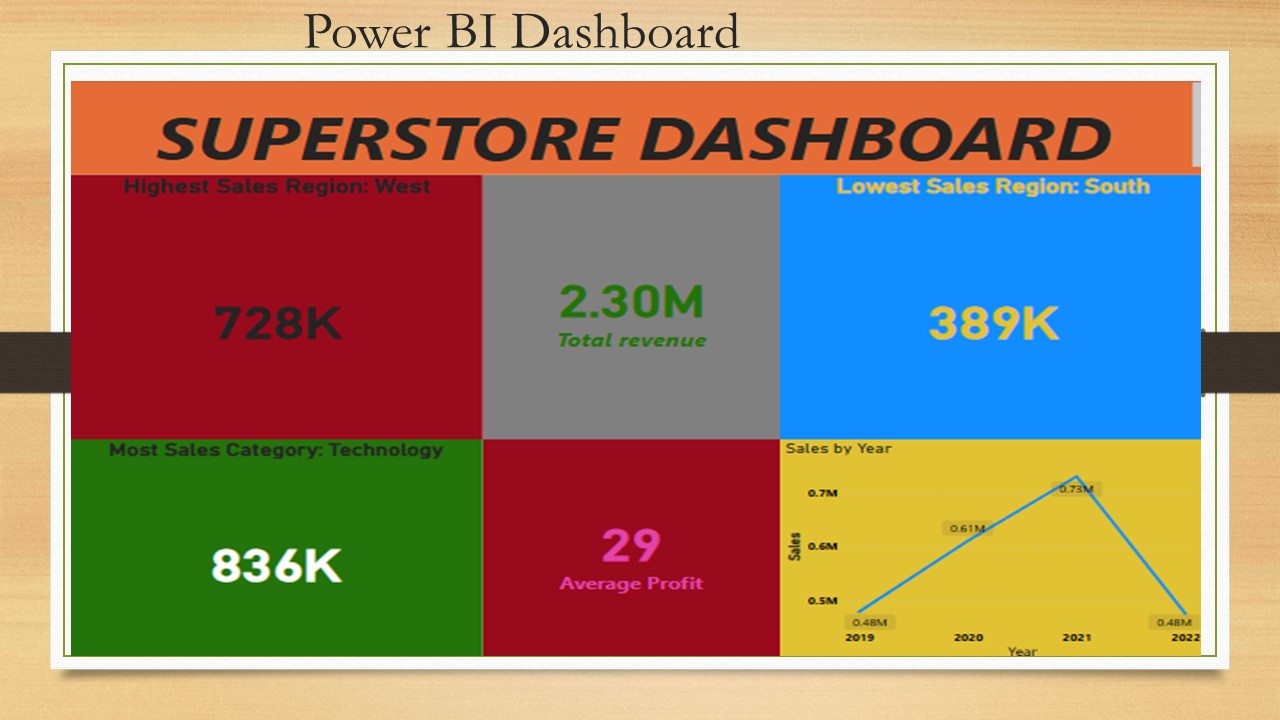 Power BI Dashboard
SUPERSTORE DASHBOARD
Highest Sales Region: West
728K
2.30M
Total revenue
Lowest Sales Region: South
389K
Most Sales Category: Technology
836K
29
Average Profit
Sales by Year
Sales
0.7M
0.6M
0.5M
0.48M
0.61M
0.73M
0.48M
2019 2020 2021 2022
Year